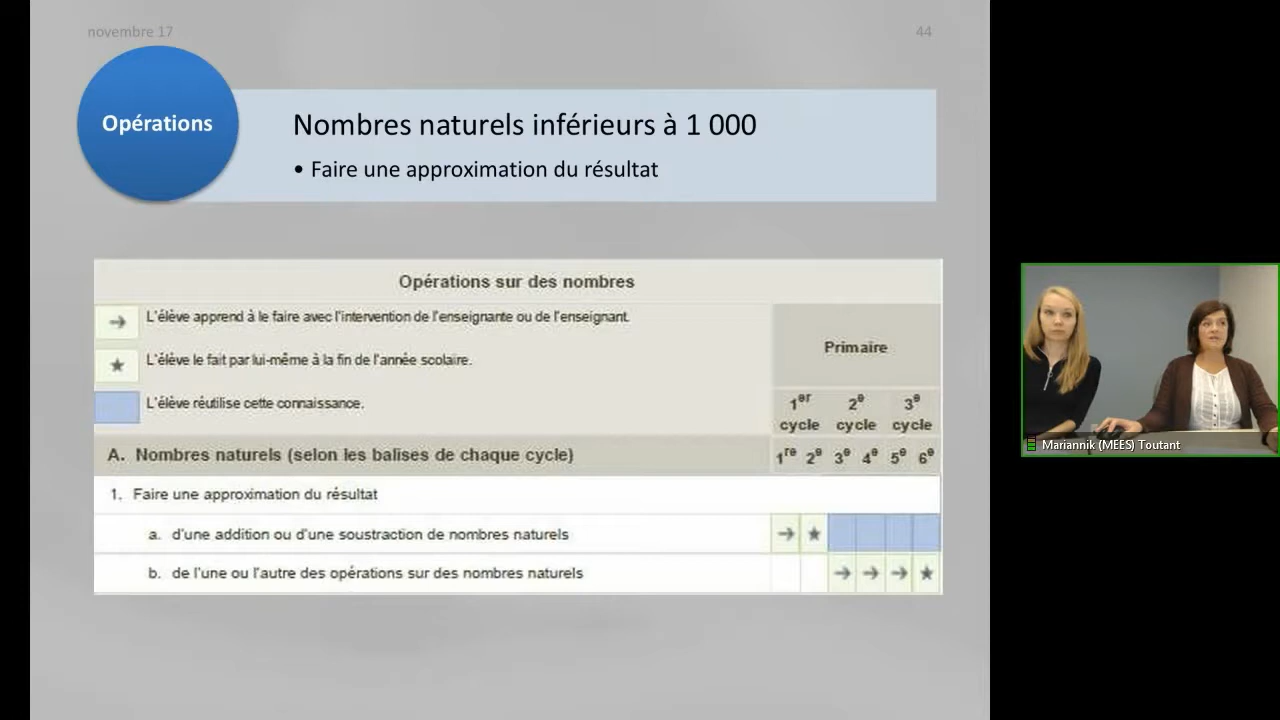 novembre 17
44
Opérations
Nombres naturels inférieurs à 1 000
• Faire une approximation du résultat
Opérations sur des nombres
→ L'élève apprend à le faire avec l'intervention de l'enseignante ou de l'enseignant.
★ L'élève le fait par lui-même à la fin de l'année scolaire.
L'élève réutilise cette connaissance.
Primaire
1er cycle 2e cycle 3e cycle
A. Nombres naturels (selon les balises de chaque cycle) 1re 2e 3e 4e 5e 6e
1. Faire une approximation du résultat
a. d'une addition ou d'une soustraction de nombres naturels → ★
b. de l'une ou l'autre des opérations sur des nombres naturels → → → ★
Mariannik (MEES) Toutant